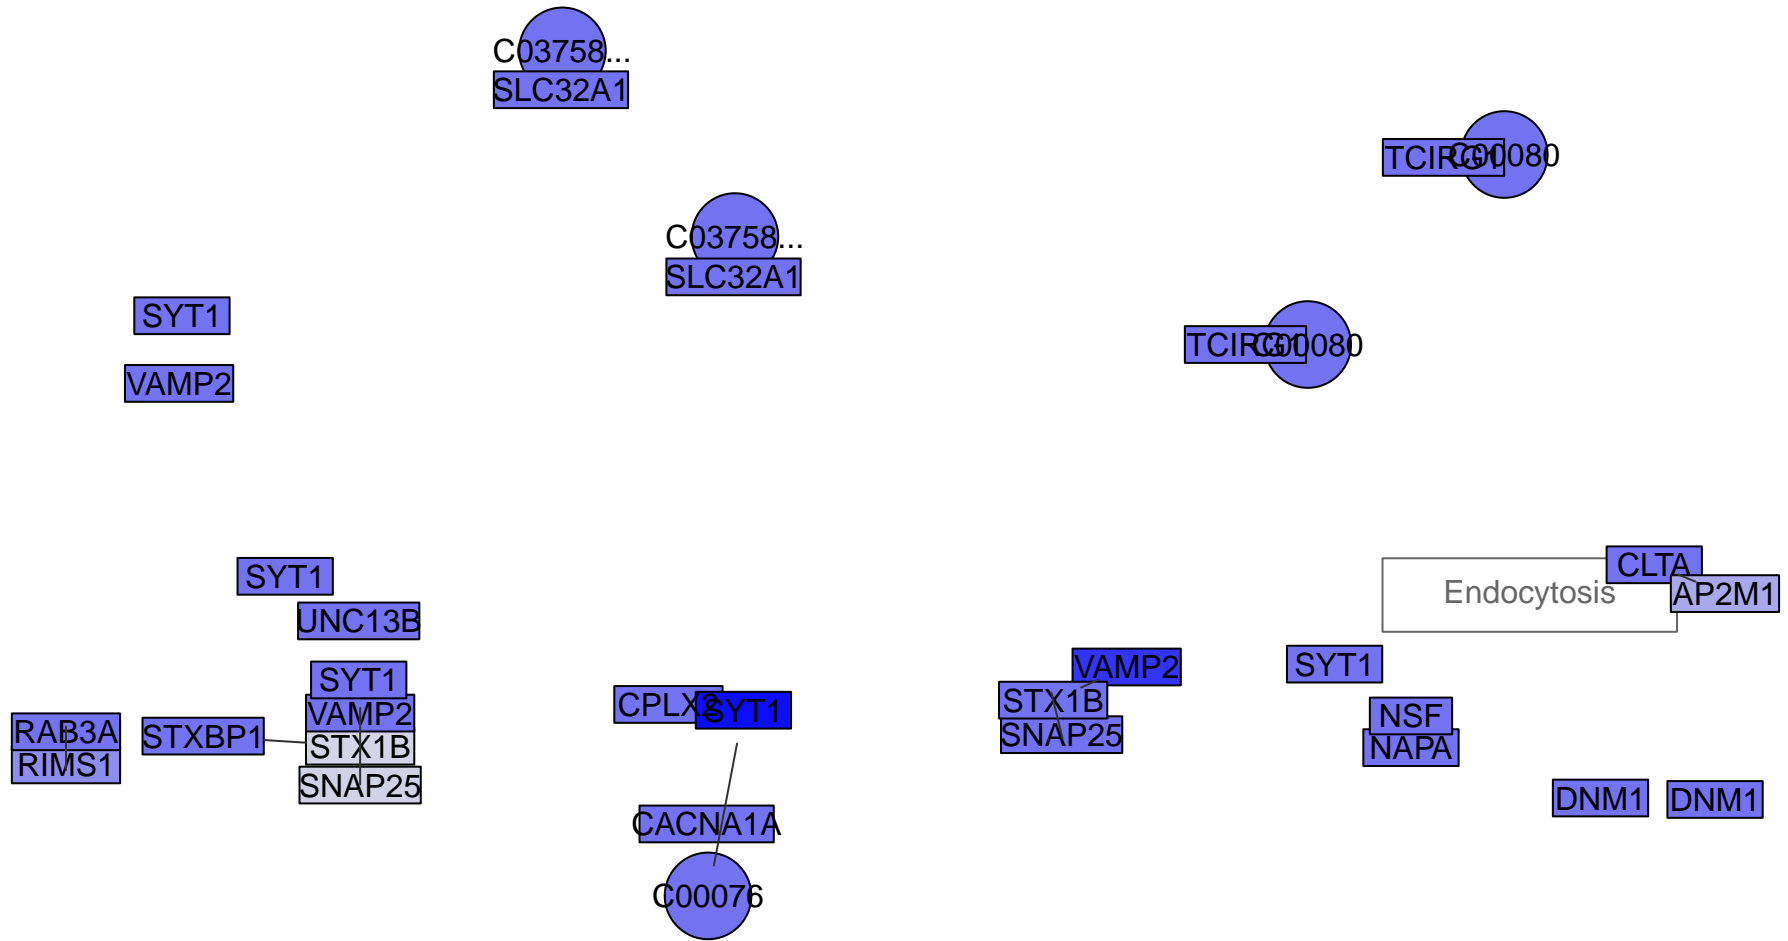 C03758...
SLC32A1
TCIRG1
C00080
C03758...
SLC32A1
SYT1
TCIRG1
C00080
VAMP2
SYT1
CLTA
Endocytosis
AP2M1
UNC13B
SYT1
VAMP2
SYT1
CPLX2
SYT1
STX1B
VAMP2
NSF
RAB3A
STXBP1
STX1B
SNAP25
NAPA
RIMS1
SNAP25
DNM1
DNM1
CACNA1A
C00076